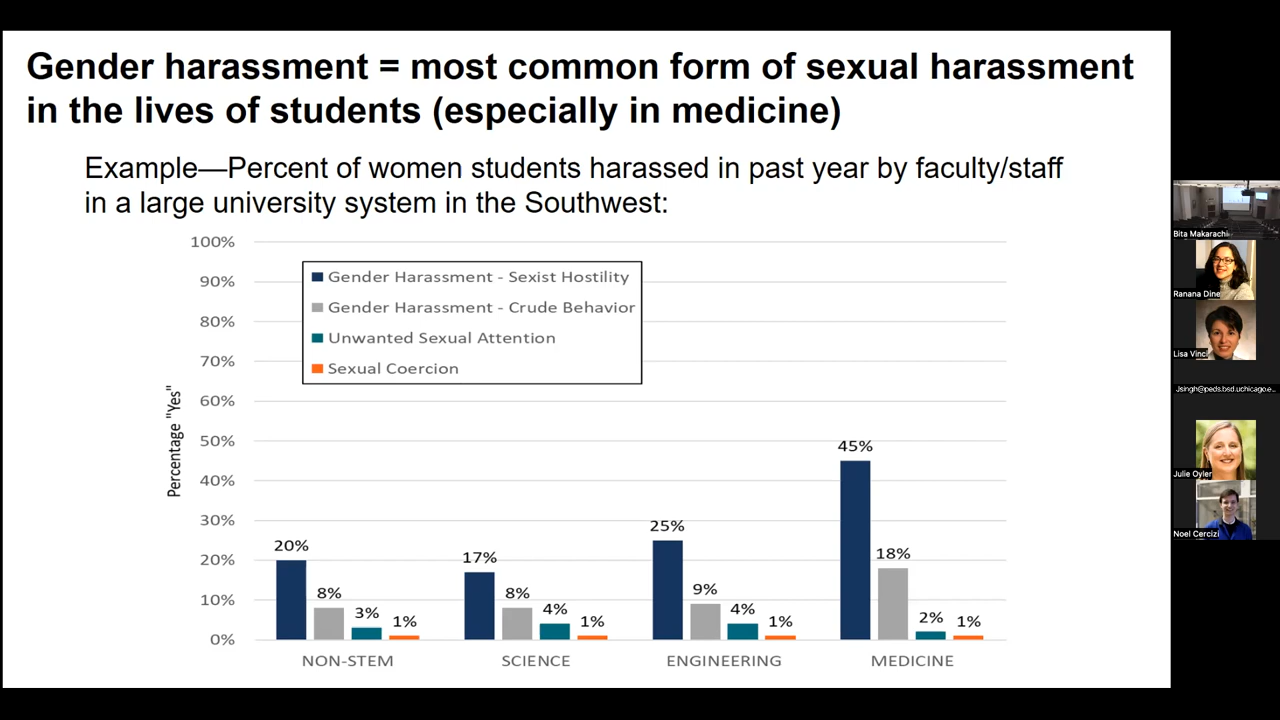 Gender harassment = most common form of sexual harassment
in the lives of students (especially in medicine)
Example—Percent of women students harassed in past year by faculty/staff
in a large university system in the Southwest:
100%
90%
80%
70%
60%
50%
40%
30%
20%
10%
0%
Percentage "Yes"
Gender Harassment - Sexist Hostility
Gender Harassment - Crude Behavior
Unwanted Sexual Attention
Sexual Coercion
20%
8%
3%
1%
17%
8%
4%
1%
25%
9%
4%
1%
45%
18%
2%
1%
NON-STEM
SCIENCE
ENGINEERING
MEDICINE
Bita Makarachi
Ranana Dine
Lisa Vinci
Jsingh@peds.bsd.uchicago.e...
Julie Oyler
Noel Cercizi